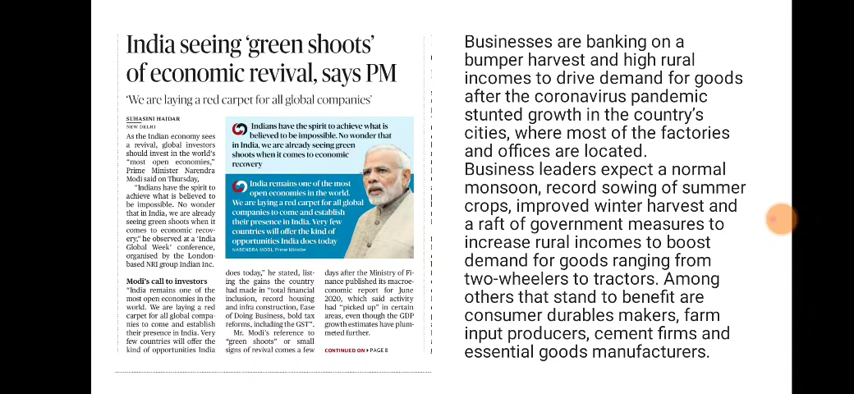 India seeing ‘green shoots’
of economic revival, says PM
‘We are laying a red carpet for all global companies’
SUHASINI HAIDAR
NEW DELHI
As the Indian economy sees
a revival, global investors
should invest in the world’s
“most open economies,”
Prime Minister Narendra
Modi said on Thursday,
“Indians have the spirit to
achieve what is believed to
be impossible. No wonder
that in India, we are already
seeing green shoots when it
comes to economic recov-
ery,” he observed at a ‘India
Global Week’ conference,
organised by the London-
based NRI group Indian Inc.
Modi’s call to investors
“India remains one of the
most open economies in the
world. We are laying a red
carpet for all global compa-
nies to come and establish
their presence in India. Very
few countries will offer the
kind of opportunities India
Indians have the spirit to achieve what is
believed to be impossible. No wonder that
in India, we are already seeing green
shoots when it comes to economic
recovery
India remains one of the most
open economies in the world.
We are laying a red carpet for all global
companies to come and establish
their presence in India. Very few
countries will offer the kind of
opportunities India does today
NARENDRA MODI, Prime Minister
does today,” he stated, list-
ing the gains the country
had made in “total financial
inclusion, record housing
and infra construction, Ease
of Doing Business, bold tax
reforms, including the GST”.
Mr. Modi’s reference to
“green shoots” or small
signs of revival comes a few
days after the Ministry of Fi-
nance published its macroe-
conomic report for June
2020, which said activity
had “picked up” in certain
areas, even though the GDP
growth estimates have plum-
meted further.
CONTINUED ON ▸ PAGE 8
Businesses are banking on a
bumper harvest and high rural
incomes to drive demand for goods
after the coronavirus pandemic
stunted growth in the country’s
cities, where most of the factories
and offices are located.
Business leaders expect a normal
monsoon, record sowing of summer
crops, improved winter harvest and
a raft of government measures to
increase rural incomes to boost
demand for goods ranging from
two-wheelers to tractors. Among
others that stand to benefit are
consumer durables makers, farm
input producers, cement firms and
essential goods manufacturers.